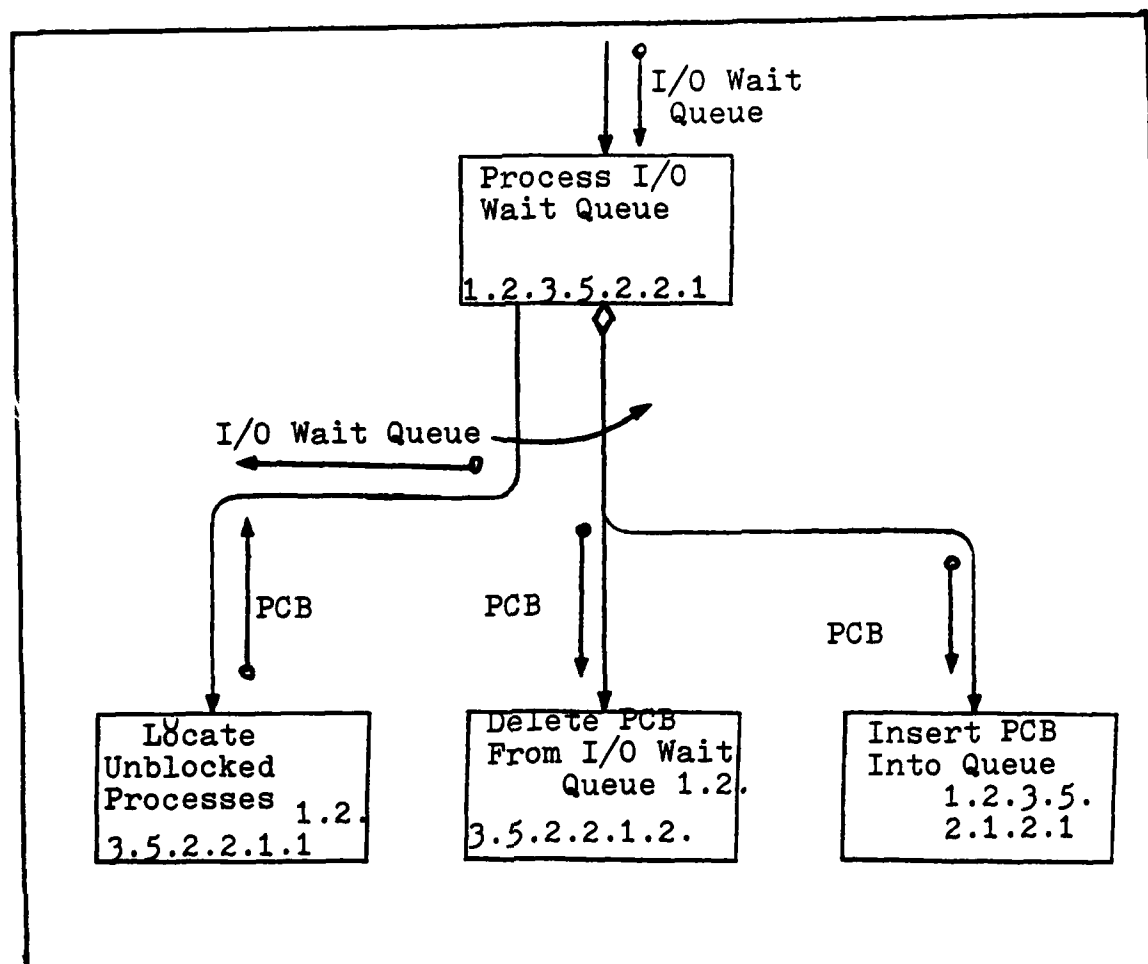 I/O Wait
Queue
Process I/O
Wait Queue
1.2.3.5.2.2.1
I/O Wait Queue
PCB
PCB
PCB
Locate
Unblocked
Processes
1.2.
3.5.2.2.1.1
Delete PCB
From I/O Wait
Queue 1.2.
3.5.2.2.1.2.
Insert PCB
Into Queue
1.2.3.5.
2.1.2.1